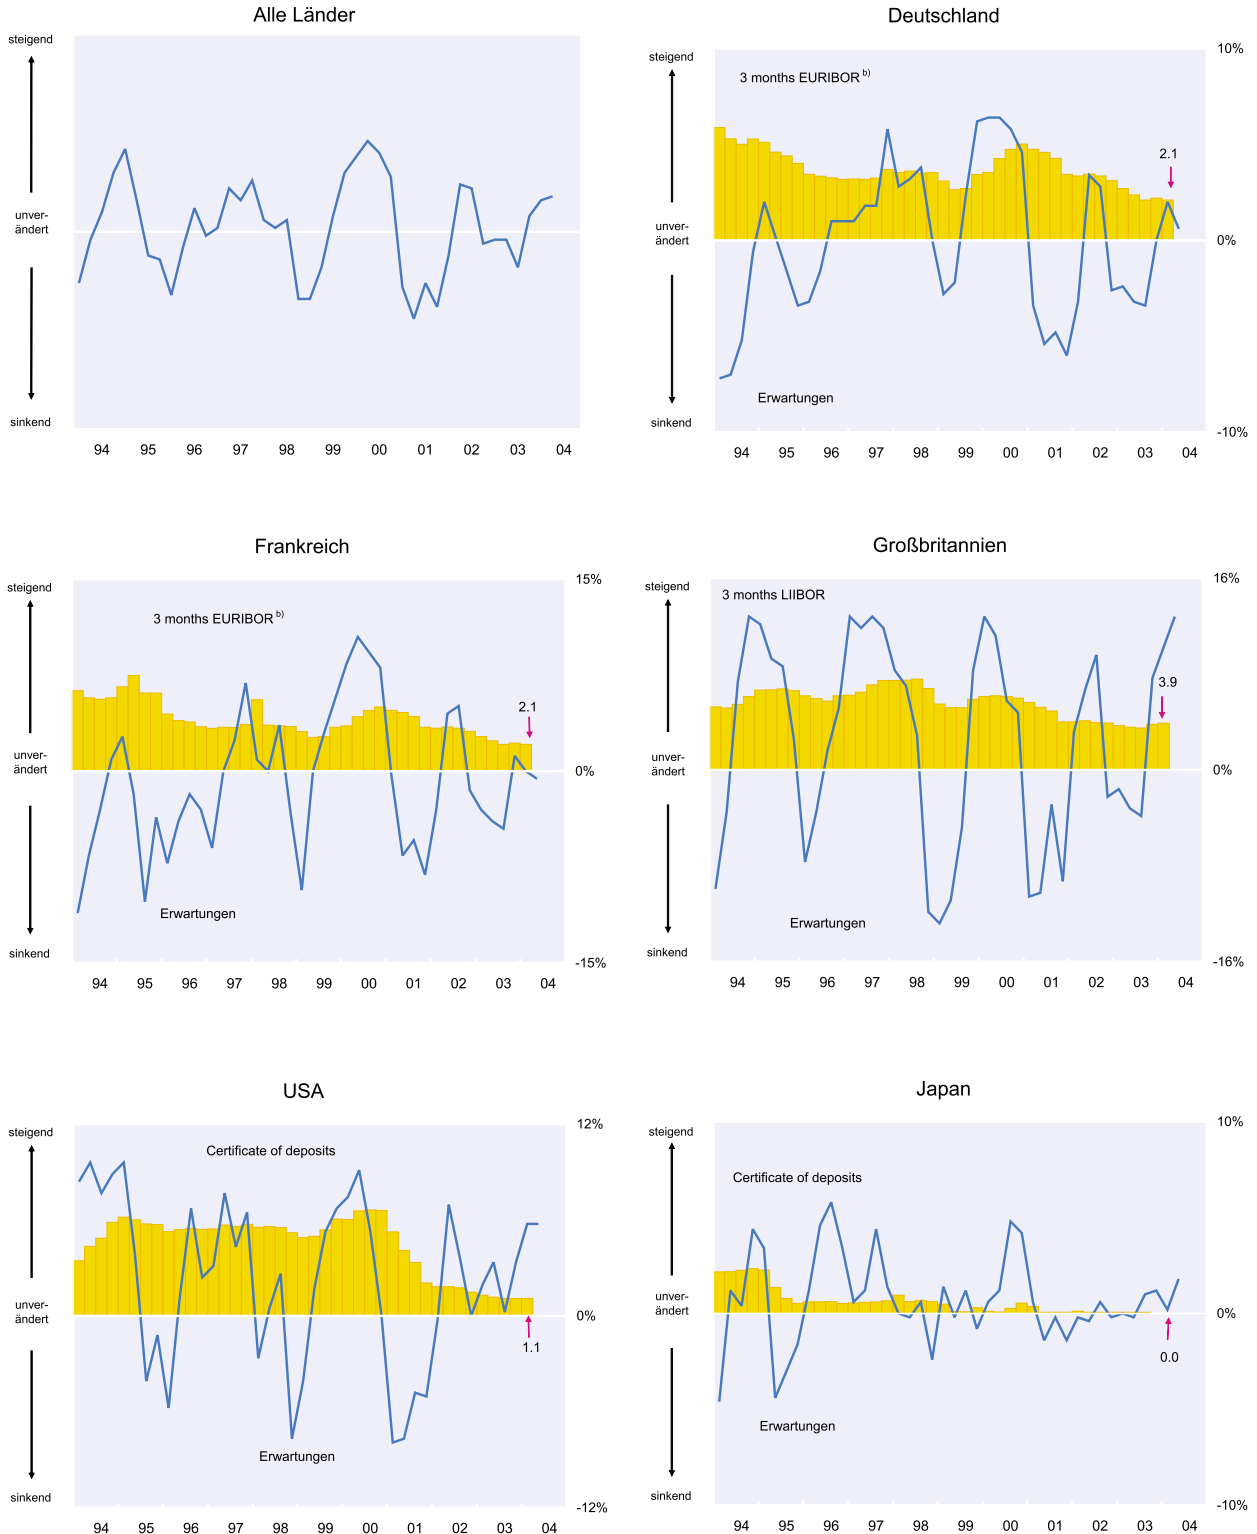 Alle Länder
steigend
unver-
ändert
sinkend
94 95 96 97 98 99 00 01 02 03 04
Deutschland
steigend
10%
3 months EURIBOR b)
2.1
unver-
ändert
0%
Erwartungen
sinkend
-10%
94 95 96 97 98 99 00 01 02 03 04
Frankreich
steigend
15%
3 months EURIBOR b)
2.1
unver-
ändert
0%
Erwartungen
sinkend
-15%
94 95 96 97 98 99 00 01 02 03 04
Großbritannien
steigend
16%
3 months LIIBOR
3.9
unver-
ändert
0%
Erwartungen
sinkend
-16%
94 95 96 97 98 99 00 01 02 03 04
USA
steigend
12%
Certificate of deposits
unver-
ändert
0%
1.1
Erwartungen
sinkend
-12%
94 95 96 97 98 99 00 01 02 03 04
Japan
steigend
10%
Certificate of deposits
unver-
ändert
0%
0.0
Erwartungen
sinkend
-10%
94 95 96 97 98 99 00 01 02 03 04